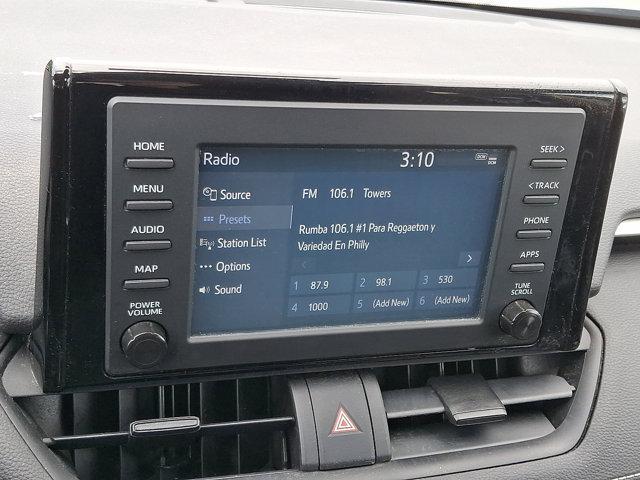 HOME
MENU
AUDIO
MAP
POWER
VOLUME
Radio 3:10 DCM
DCM
Source
Presets
Station List
Options
Sound
FM 106.1 Towers
Rumba 106.1 #1 Para Reggaeton y
Variedad En Philly
<
>
1 87.9 2 98.1 3 530
4 1000 5 (Add New) 6 (Add New)
SEEK >
< TRACK
PHONE
APPS
TUNE
SCROLL